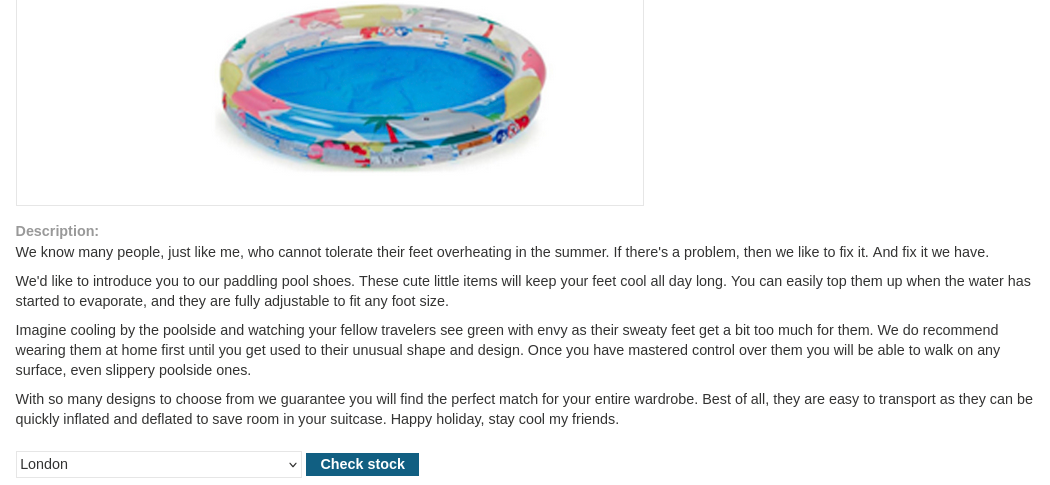 Description:
We know many people, just like me, who cannot tolerate their feet overheating in the summer. If there's a problem, then we like to fix it. And fix it we have.
We'd like to introduce you to our paddling pool shoes. These cute little items will keep your feet cool all day long. You can easily top them up when the water has
started to evaporate, and they are fully adjustable to fit any foot size.
Imagine cooling by the poolside and watching your fellow travelers see green with envy as their sweaty feet get a bit too much for them. We do recommend
wearing them at home first until you get used to their unusual shape and design. Once you have mastered control over them you will be able to walk on any
surface, even slippery poolside ones.
With so many designs to choose from we guarantee you will find the perfect match for your entire wardrobe. Best of all, they are easy to transport as they can be
quickly inflated and deflated to save room in your suitcase. Happy holiday, stay cool my friends.
London
Check stock